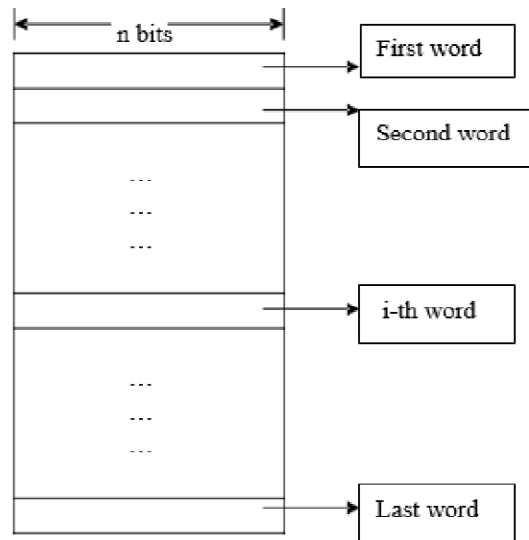 n bits
First word
Second word
---
---
---
i-th word
---
---
---
Last word